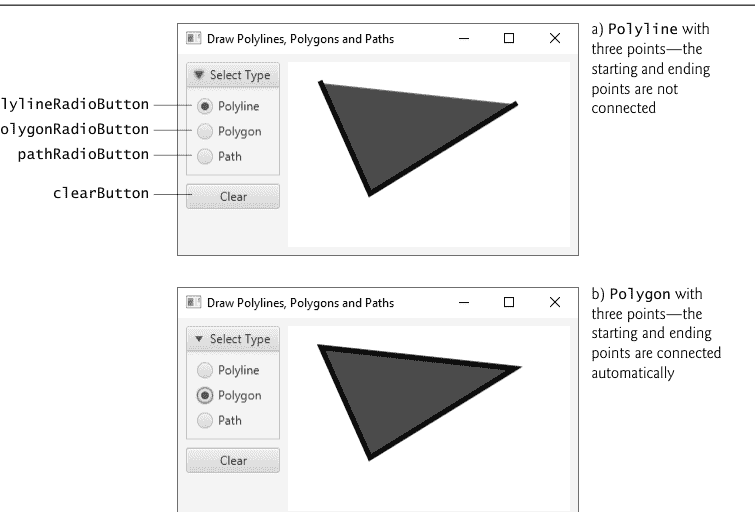 Draw Polylines, Polygons and Paths
a) Polyline with
three points—the
starting and ending
points are not
connected
Select Type
lylineRadioButton
Polyline
olygonRadioButton
Polygon
pathRadioButton
Path
clearButton
Clear
Draw Polylines, Polygons and Paths
b) Polygon with
three points—the
starting and ending
points are connected
automatically
Select Type
Polyline
Polygon
Path
Clear